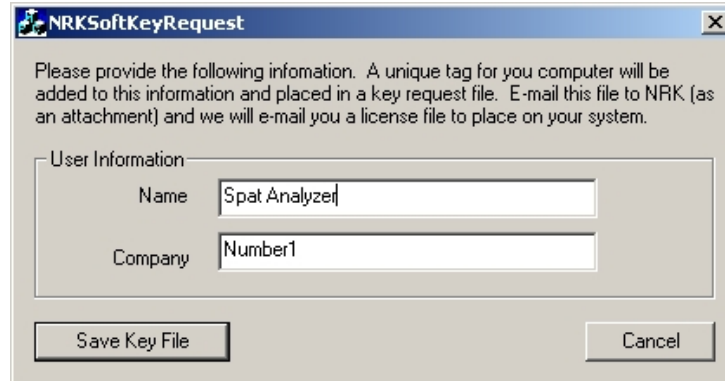 NRKSoftKeyRequest
Please provide the following infomation. A unique tag for you computer will be
added to this information and placed in a key request file. E-mail this file to NRK (as
an attachment) and we will e-mail you a license file to place on your system.
User Information
Name Spat Analyzer
Company Number1
Save Key File Cancel